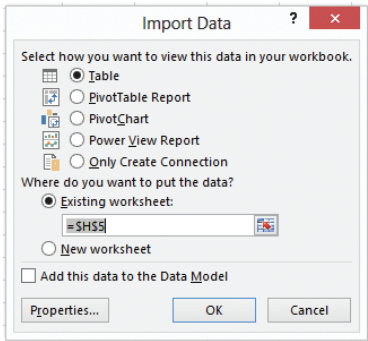 Import Data
?
Select how you want to view this data in your workbook.
Table
PivotTable Report
PivotChart
Power View Report
Only Create Connection
Where do you want to put the data?
Existing worksheet:
=$H$5
New worksheet
Add this data to the Data Model
Properties...
OK
Cancel